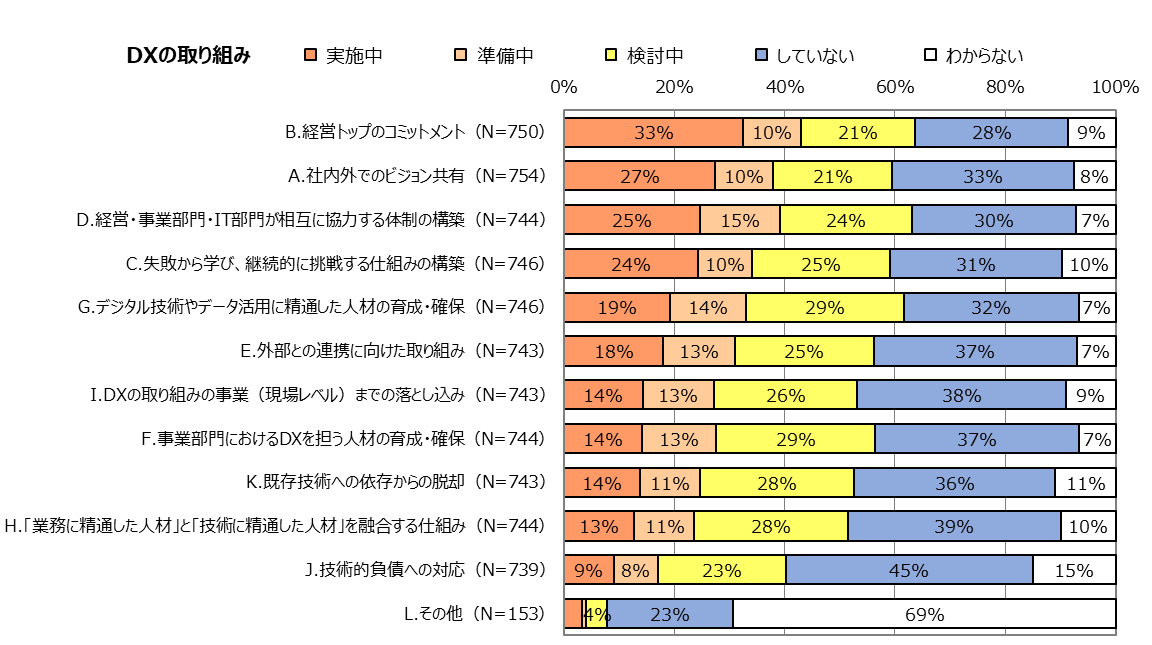 DXの取り組み 実施中 準備中 検討中 していない わからない
0% 20% 40% 60% 80% 100%
B.経営トップのコミットメント（N=750） 33% 10% 21% 28% 9%
A.社内外でのビジョン共有（N=754） 27% 10% 21% 33% 8%
D.経営・事業部門・IT部門が相互に協力する体制の構築（N=744） 25% 15% 24% 30% 7%
C.失敗から学び、継続的に挑戦する仕組みの構築（N=746） 24% 10% 25% 31% 10%
G.デジタル技術やデータ活用に精通した人材の育成・確保（N=746） 19% 14% 29% 32% 7%
E.外部との連携に向けた取り組み（N=743） 18% 13% 25% 37% 7%
I.DXの取り組みの事業（現場レベル）までの落とし込み（N=743） 14% 13% 26% 38% 9%
F.事業部門におけるDXを担う人材の育成・確保（N=744） 14% 13% 29% 37% 7%
K.既存技術への依存からの脱却（N=743） 14% 11% 28% 36% 11%
H.「業務に精通した人材」と「技術に精通した人材」を融合する仕組み（N=744） 13% 11% 28% 39% 10%
J.技術的負債への対応（N=739） 9% 8% 23% 45% 15%
L.その他（N=153） 4% 23% 69%